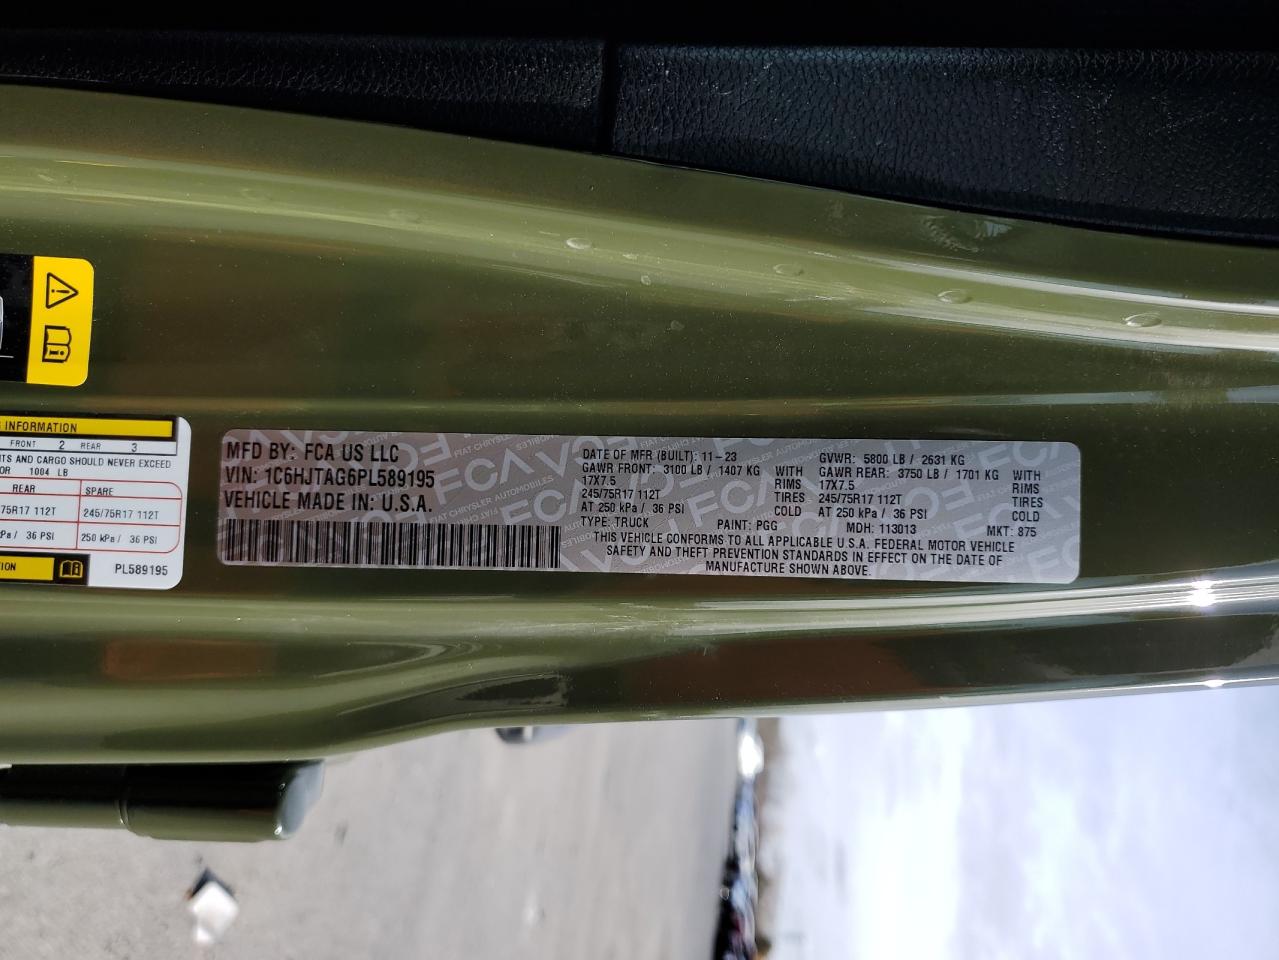 G INFORMATION
FRONT 2 REAR 3
NTS AND CARGO SHOULD NEVER EXCEED
OR 1004 LB
REAR SPARE
75R17 112T 245/75R17 112T
Pa / 36 PSI 250 kPa / 36 PSI
TION
PL589195
MFD BY: FCA US LLC
VIN: 1C6HJTAG6PL589195
VEHICLE MADE IN: U.S.A.
DATE OF MFR (BUILT): 11-23 GVWR: 5800 LB / 2631 KG
GAWR FRONT: 3100 LB / 1407 KG WITH GAWR REAR: 3750 LB / 1701 KG WITH
17X7.5 RIMS 17X7.5 RIMS
245/75R17 112T TIRES 245/75R17 112T TIRES
AT 250 kPa / 36 PSI COLD AT 250 kPa / 36 PSI COLD
TYPE: TRUCK PAINT: PGG MDH: 113013 MKT: 875
THIS VEHICLE CONFORMS TO ALL APPLICABLE U.S.A. FEDERAL MOTOR VEHICLE
SAFETY AND THEFT PREVENTION STANDARDS IN EFFECT ON THE DATE OF
MANUFACTURE SHOWN ABOVE.